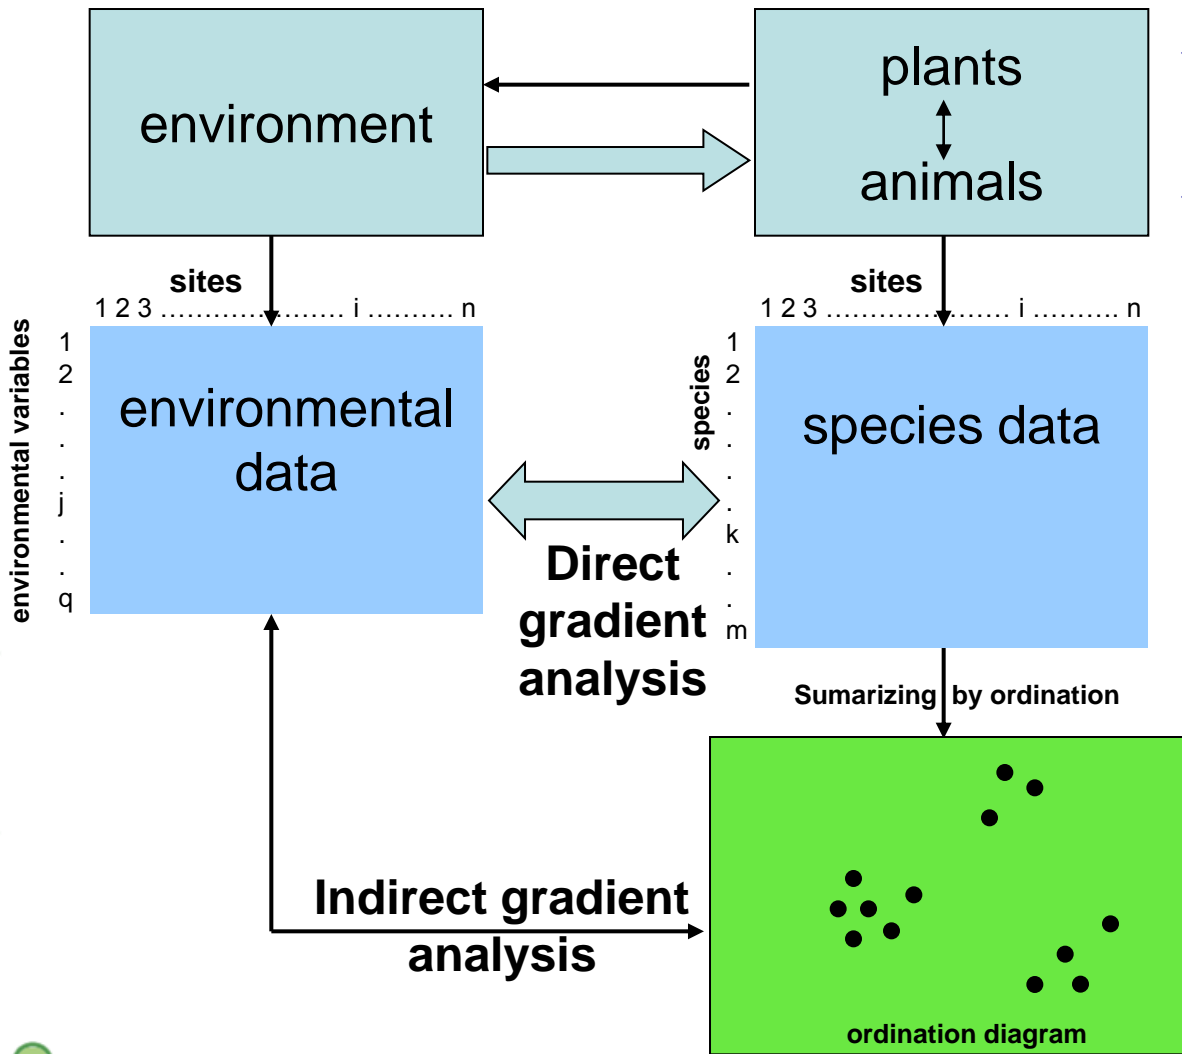 environment
plants
animals
sites
1 2 3 ………………… i ………. n
sites
1 2 3 ………………… i ………. n
environmental variables
1
2
.
.
.
j
.
.
q
environmental
data
species
1
2
.
.
.
.
k
.
.
m
species data
Direct
gradient
analysis
Sumarizing by ordination
Indirect gradient
analysis
ordination diagram